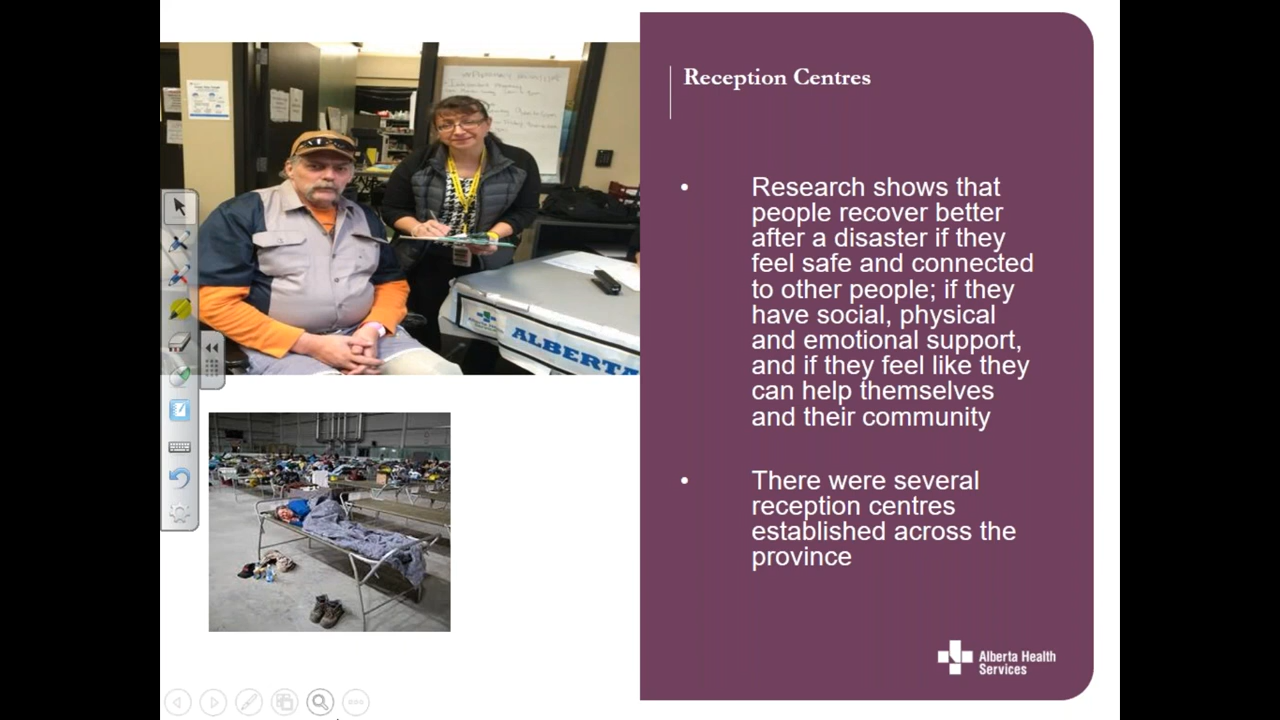 Reception Centres
• Research shows that
people recover better
after a disaster if they
feel safe and connected
to other people; if they
have social, physical
and emotional support,
and if they feel like they
can help themselves
and their community
• There were several
reception centres
established across the
province
Alberta Health
Services
ALBERTA